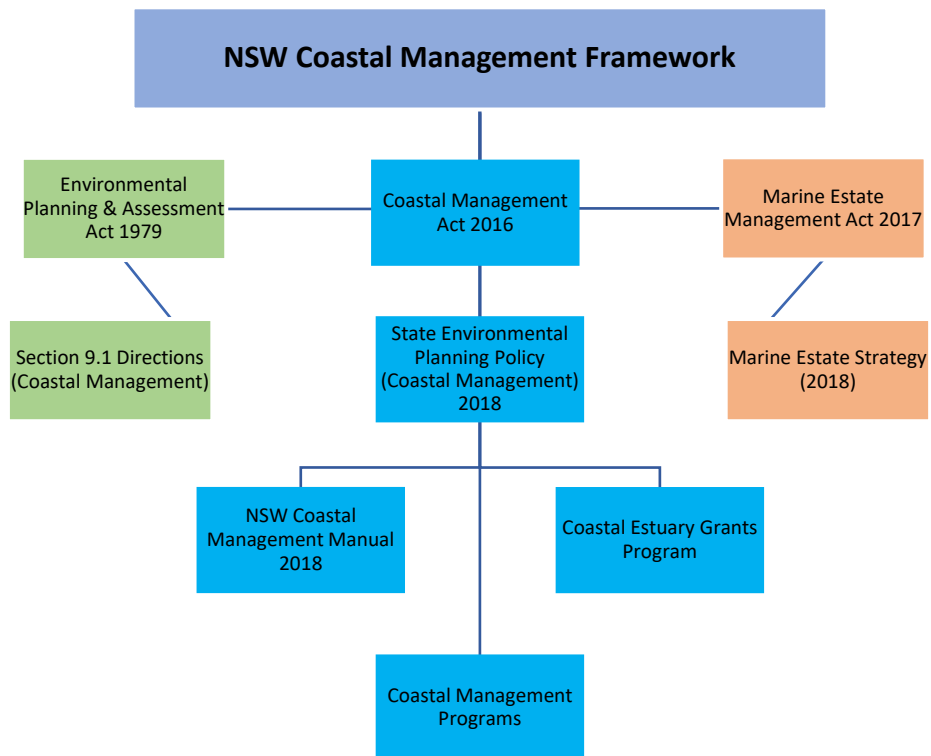 NSW Coastal Management Framework
Environmental
Planning & Assessment
Act 1979
Coastal Management
Act 2016
Marine Estate
Management Act 2017
Section 9.1 Directions
(Coastal Management)
State Environmental
Planning Policy
(Coastal Management)
2018
Marine Estate Strategy
(2018)
NSW Coastal
Management Manual
2018
Coastal Estuary Grants
Program
Coastal Management
Programs